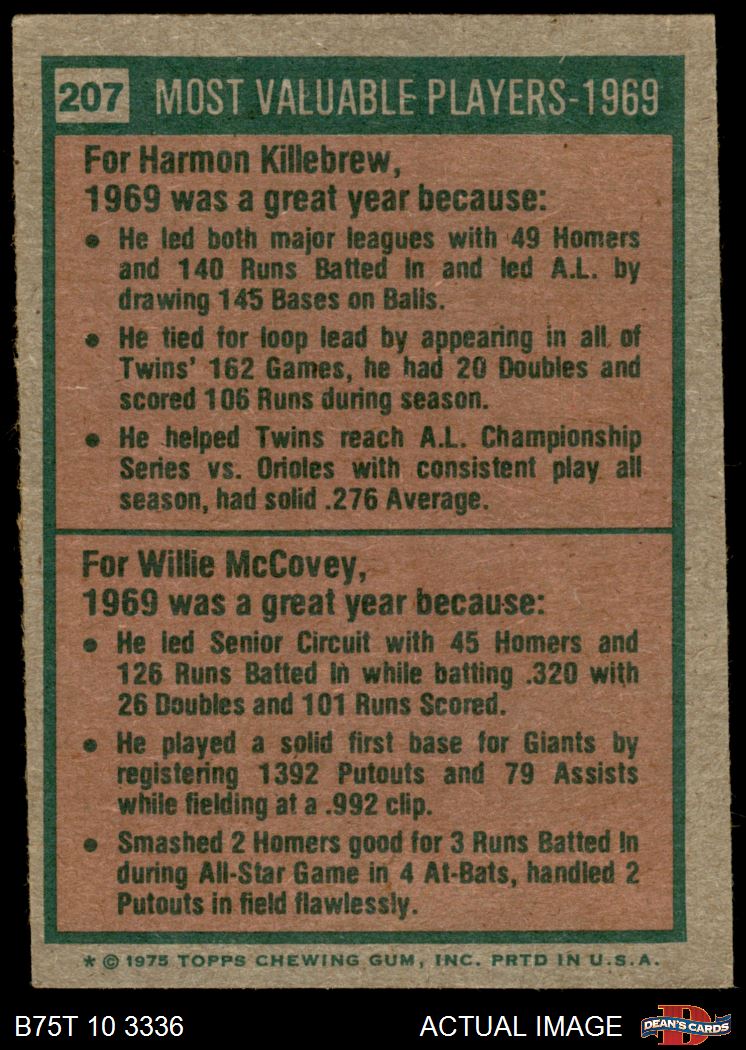 207 MOST VALUABLE PLAYERS-1969
For Harmon Killebrew,
1969 was a great year because:
● He led both major leagues with 49 Homers
and 140 Runs Batted In and led A.L. by
drawing 145 Bases on Balls.
● He tied for loop lead by appearing in all of
Twins' 162 Games, he had 20 Doubles and
scored 106 Runs during season.
● He helped Twins reach A.L. Championship
Series vs. Orioles with consistent play all
season, had solid .276 Average.
For Willie McCovey,
1969 was a great year because:
● He led Senior Circuit with 45 Homers and
126 Runs Batted In while batting .320 with
26 Doubles and 101 Runs Scored.
● He played a solid first base for Giants by
registering 1392 Putouts and 79 Assists
while fielding at a .992 clip.
● Smashed 2 Homers good for 3 Runs Batted In
during All-Star Game in 4 At-Bats, handled 2
Putouts in field flawlessly.
* © 1975 TOPPS CHEWING GUM, INC. PRTD IN U.S.A.
B75T 10 3336 ACTUAL IMAGE D DEAN'S CARDS